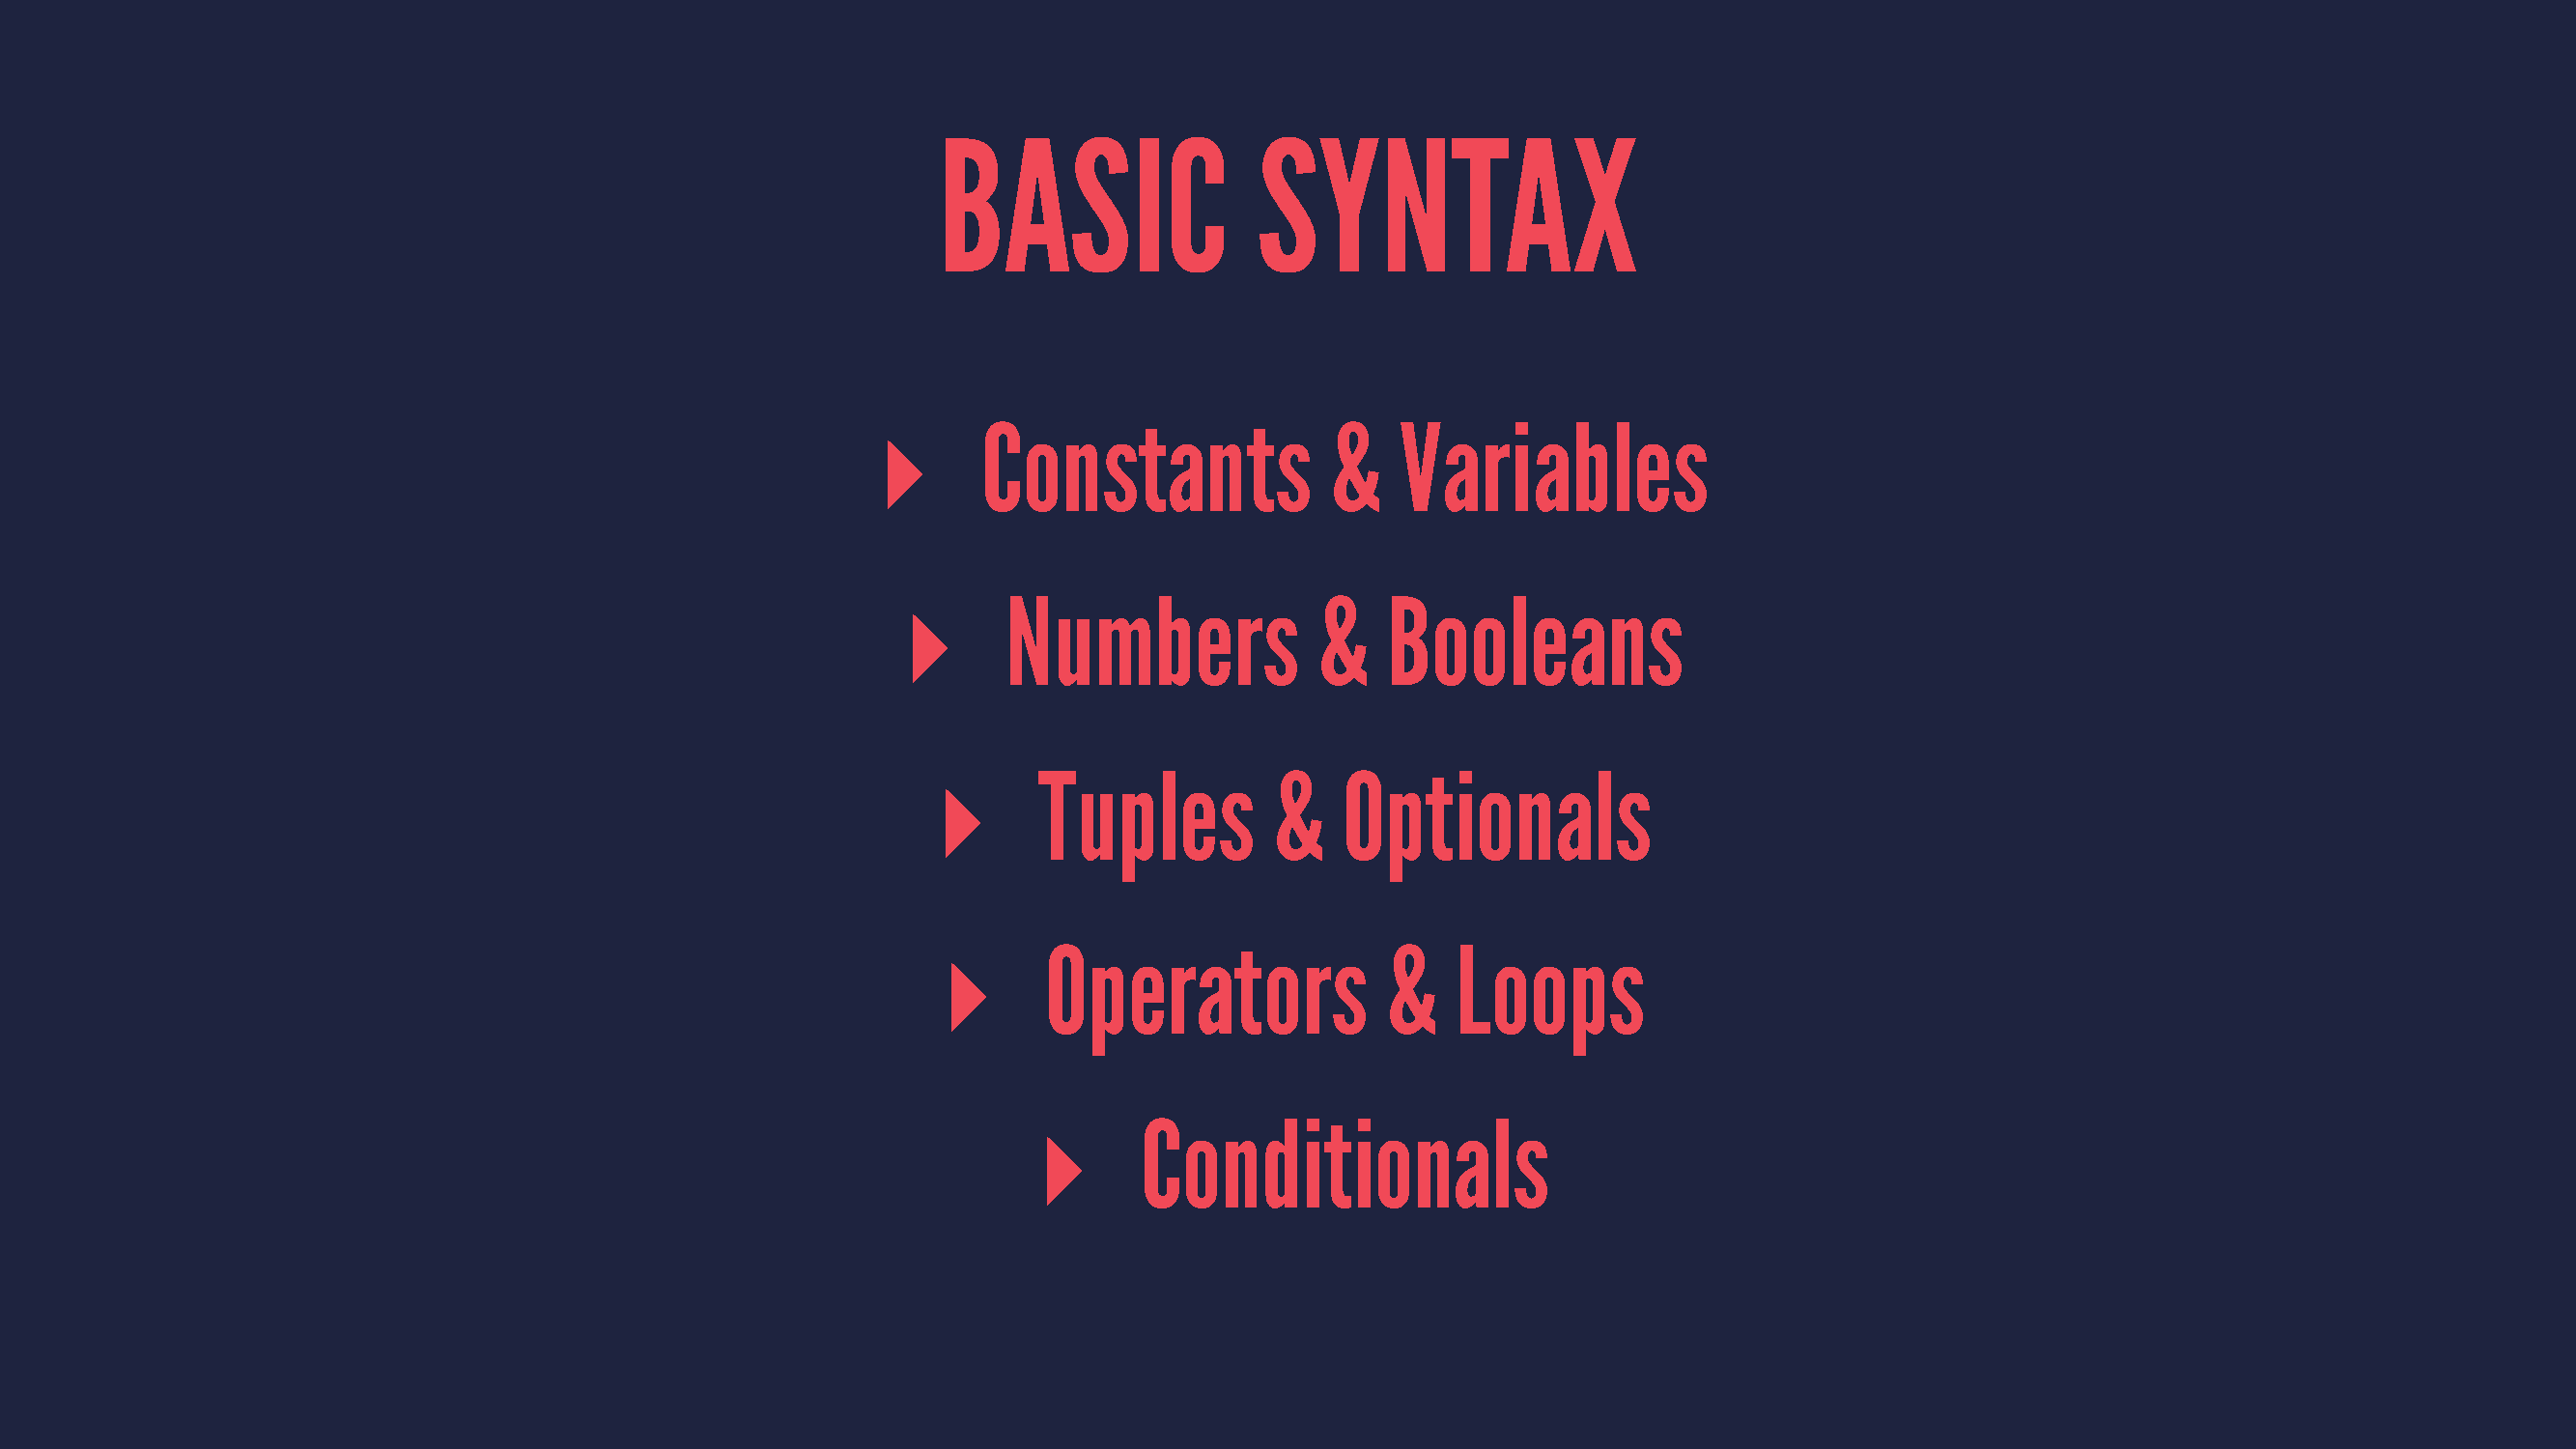 BASIC SYNTAX
▸ Constants & Variables
▸ Numbers & Booleans
▸ Tuples & Optionals
▸ Operators & Loops
▸ Conditionals